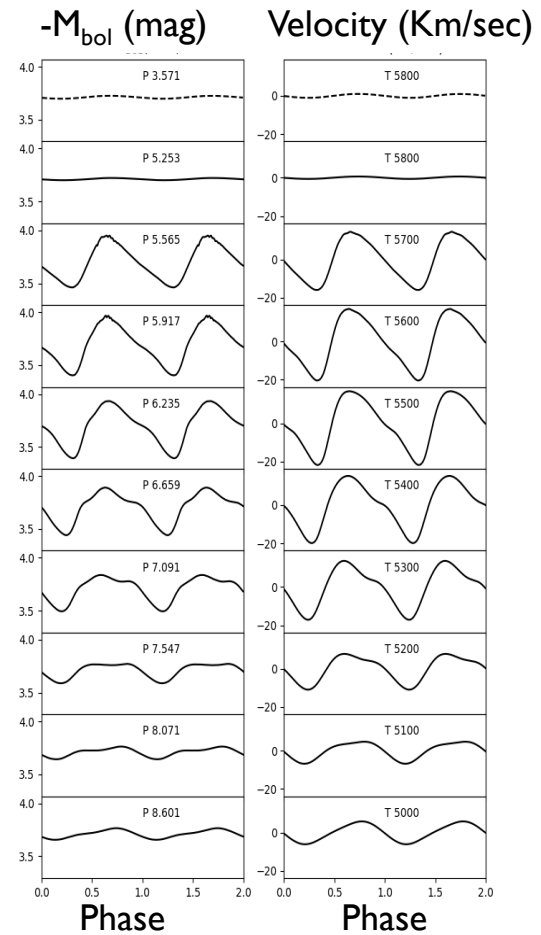 -Mbol (mag) Velocity (Km/sec)
4.0 P 3.571 T 5800
3.5 0 −20
4.0 P 5.253 T 5800
3.5 0 −20
4.0 P 5.565 T 5700
3.5 0 −20
4.0 P 5.917 T 5600
3.5 0 −20
4.0 P 6.235 T 5500
3.5 0 −20
4.0 P 6.659 T 5400
3.5 0 −20
4.0 P 7.091 T 5300
3.5 0 −20
4.0 P 7.547 T 5200
3.5 0 −20
4.0 P 8.071 T 5100
3.5 0 −20
4.0 P 8.601 T 5000
3.5 0 −20
0.0 0.5 1.0 1.5 2.0 0.0 0.5 1.0 1.5 2.0
Phase Phase